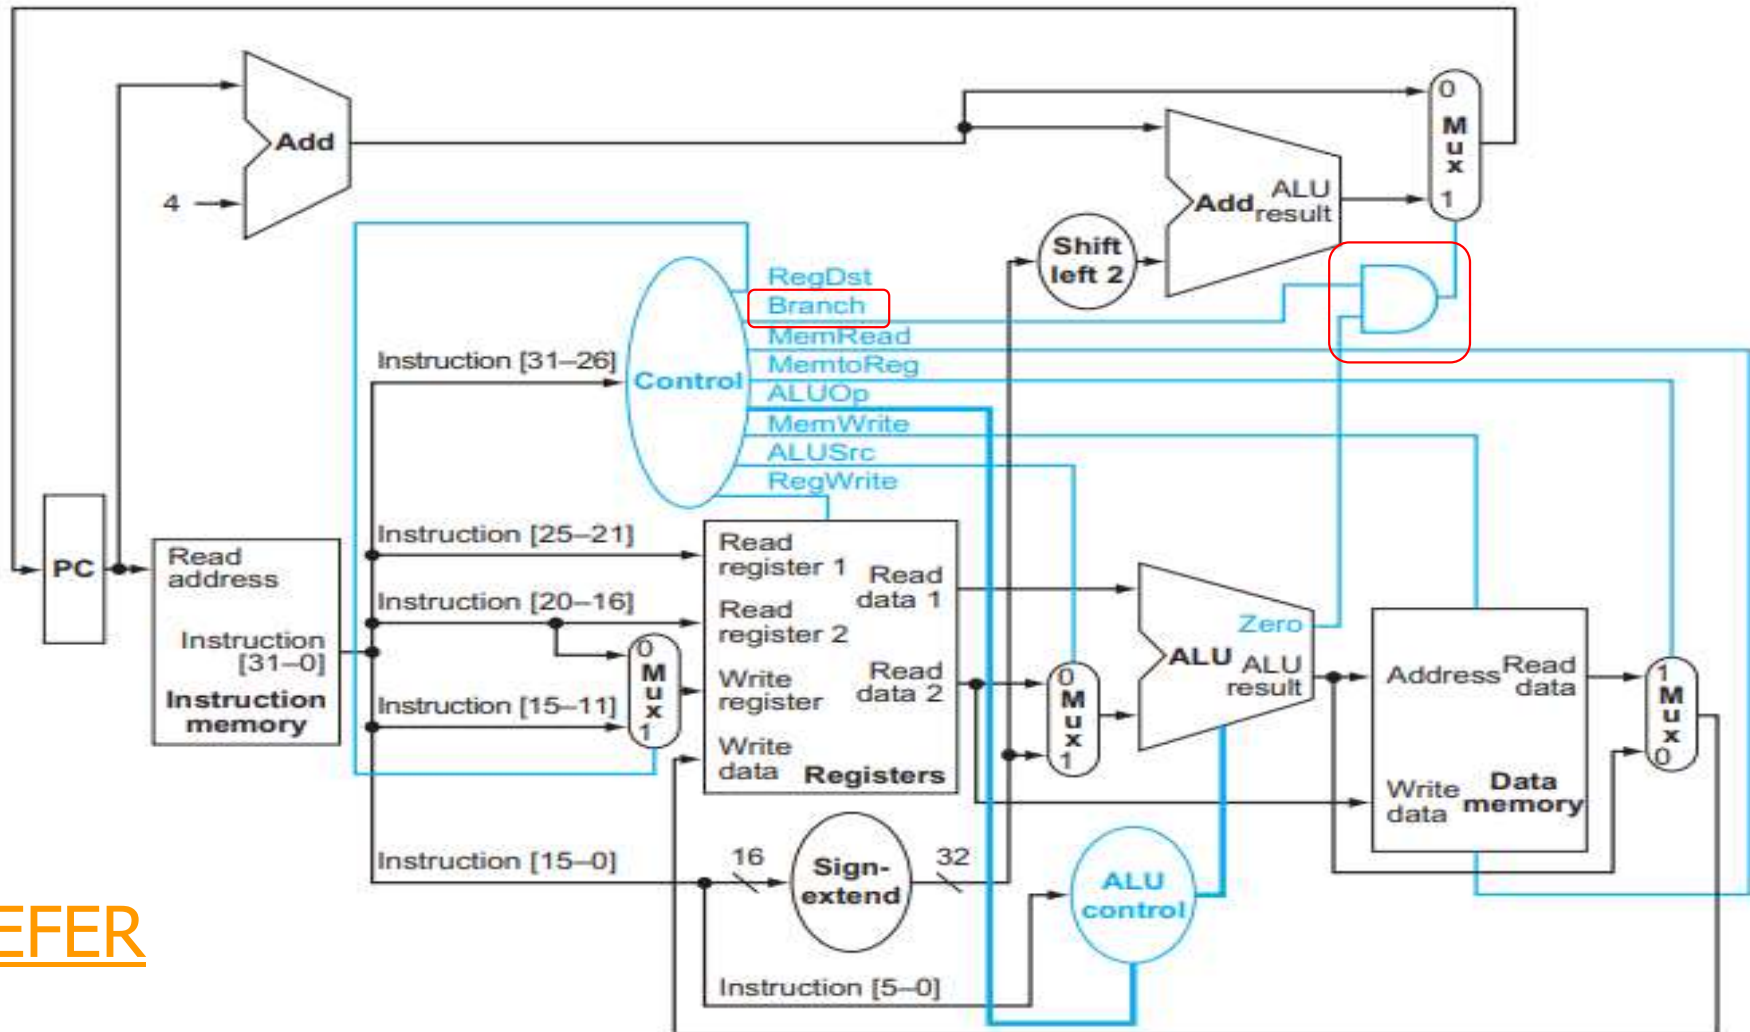 0
M
u
x
1
Add
4
Add
ALU
result
Shift
left 2
RegDst
Branch
MemRead
MemtoReg
ALUOp
MemWrite
ALUSrc
RegWrite
Instruction [31–26]
Control
Instruction [25–21]
Instruction [20–16]
Instruction [15–11]
PC
Read
address
Instruction
[31–0]
Instruction
memory
0
M
u
x
1
Read
register 1
Read
data 1
Read
register 2
Write
register
Read
data 2
Write
data
Registers
0
M
u
x
1
Zero
ALU
ALU
result
Address
Read
data
Write
data
Data
memory
1
M
u
x
0
Instruction [15–0]
16
Sign-
extend
32
ALU
control
Instruction [5–0]
EFER